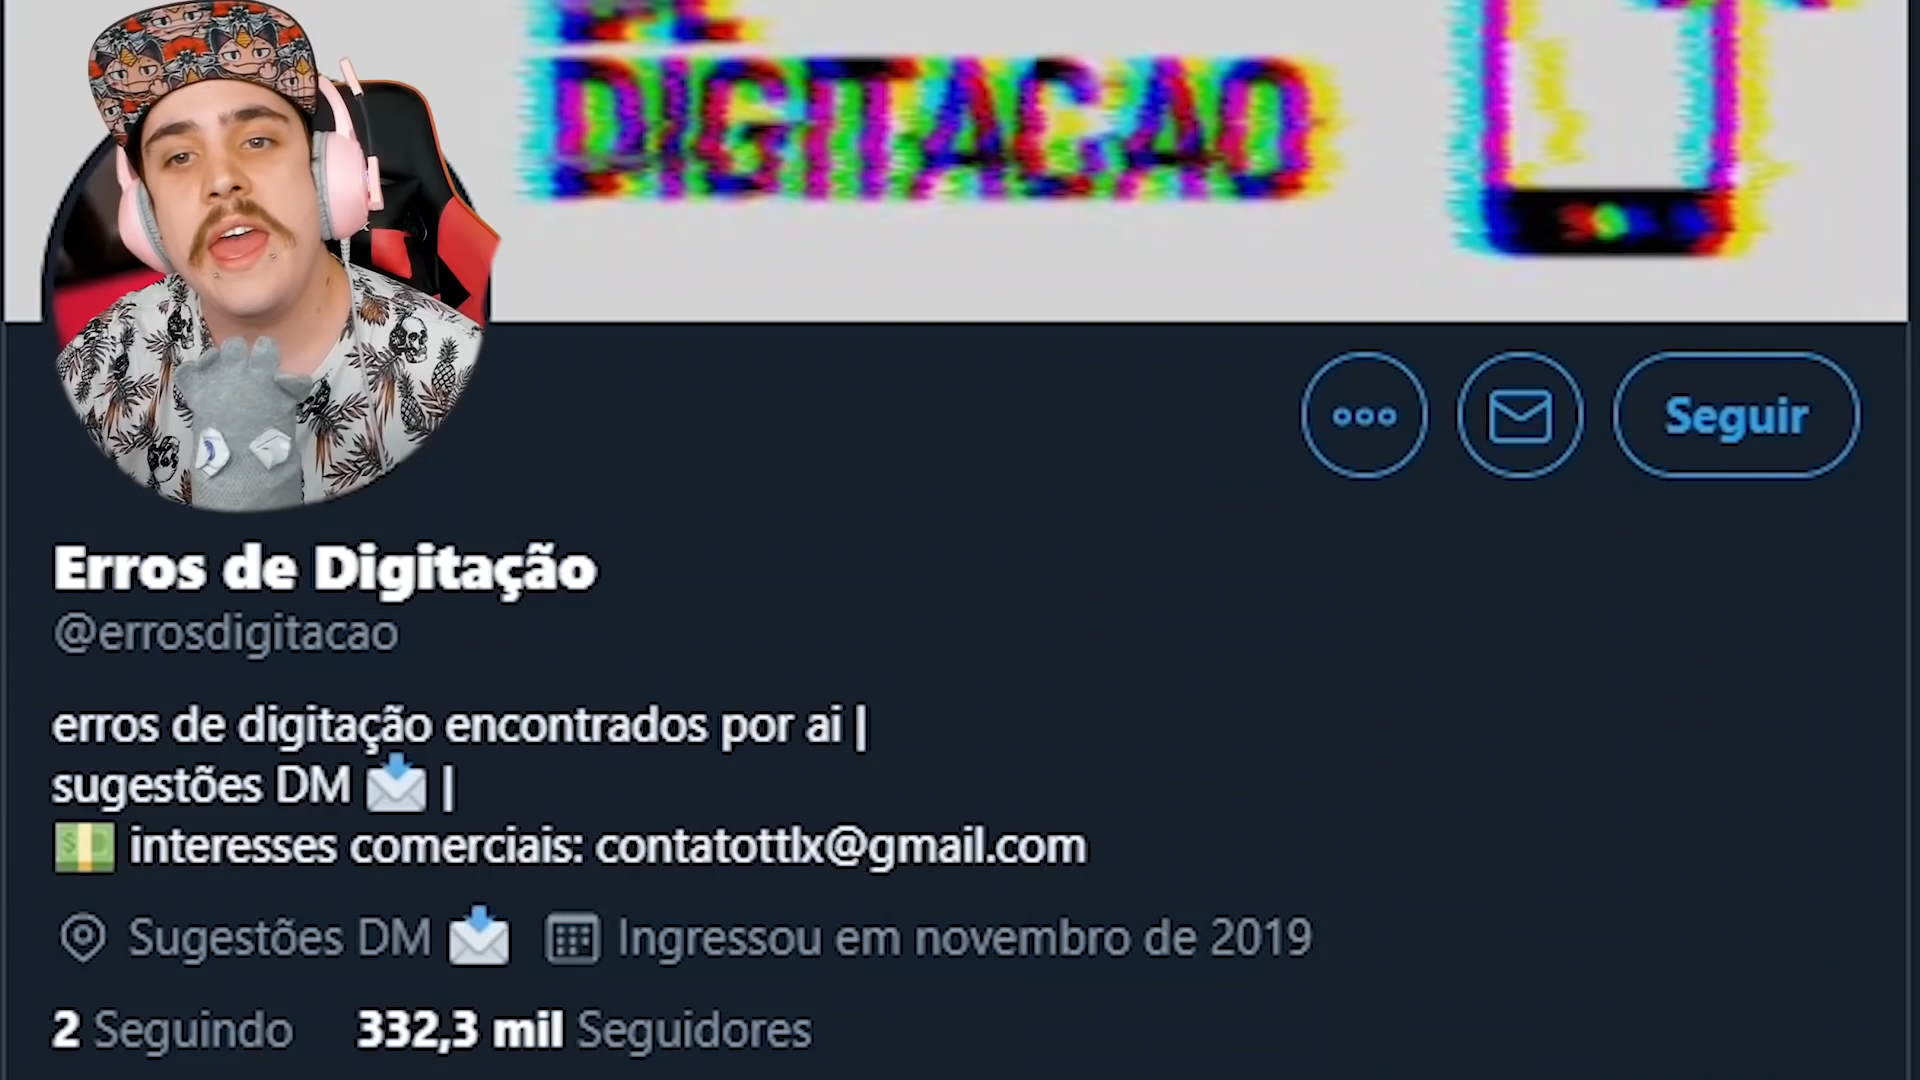 DIGITACAO
Seguir
Erros de Digitação
@errosdigitacao
erros de digitação encontrados por ai |
sugestões DM 📩 |
💵 interesses comerciais: contatottlx@gmail.com
Sugestões DM 📩 Ingressou em novembro de 2019
2 Seguindo 332,3 mil Seguidores